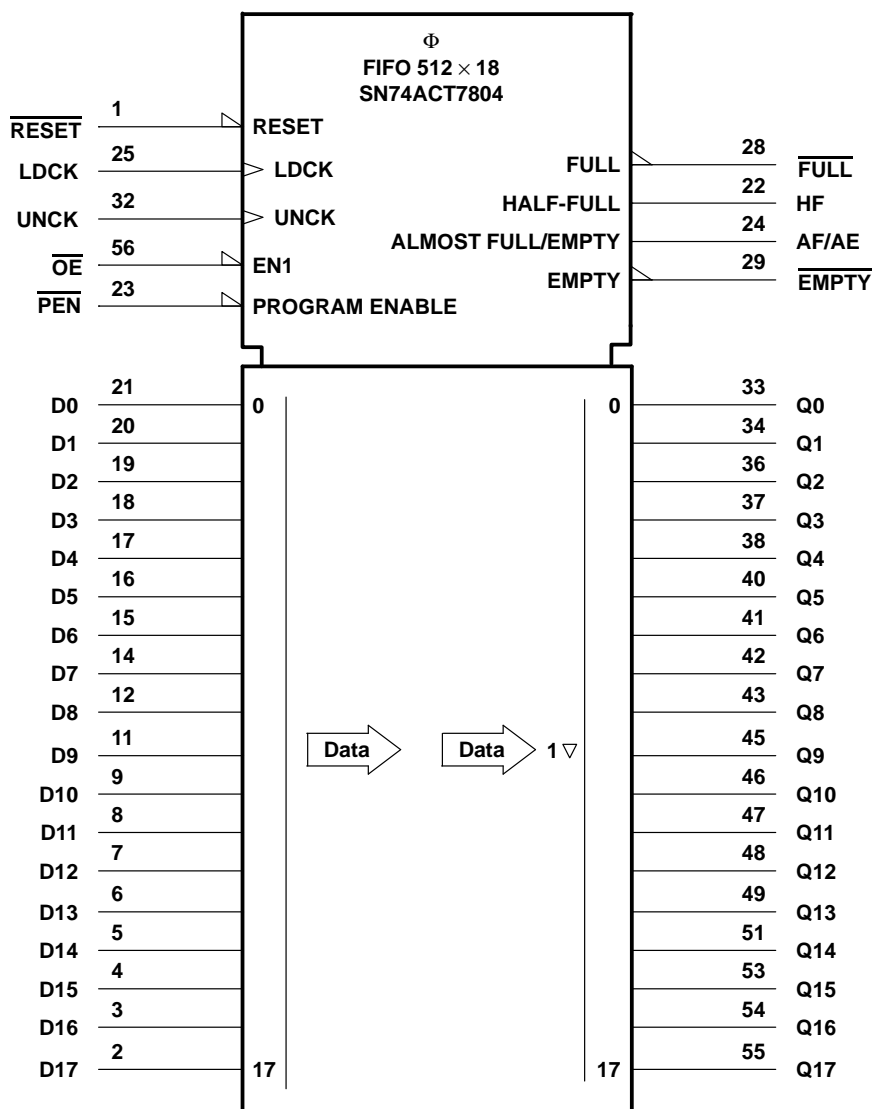 Φ
FIFO 512 × 18
SN74ACT7804
RESET 1 RESET
LDCK 25 LDCK
UNCK 32 UNCK
OE 56 EN1
PEN 23 PROGRAM ENABLE
FULL 28 FULL
HALF-FULL 22 HF
ALMOST FULL/EMPTY 24 AF/AE
EMPTY 29 EMPTY
D0 21 0 0 33 Q0
D1 20 34 Q1
D2 19 36 Q2
D3 18 37 Q3
D4 17 38 Q4
D5 16 40 Q5
D6 15 41 Q6
D7 14 42 Q7
D8 12 43 Q8
D9 11 Data Data 1 ▽ 45 Q9
D10 9 46 Q10
D11 8 47 Q11
D12 7 48 Q12
D13 6 49 Q13
D14 5 51 Q14
D15 4 53 Q15
D16 3 54 Q16
D17 2 17 17 55 Q17